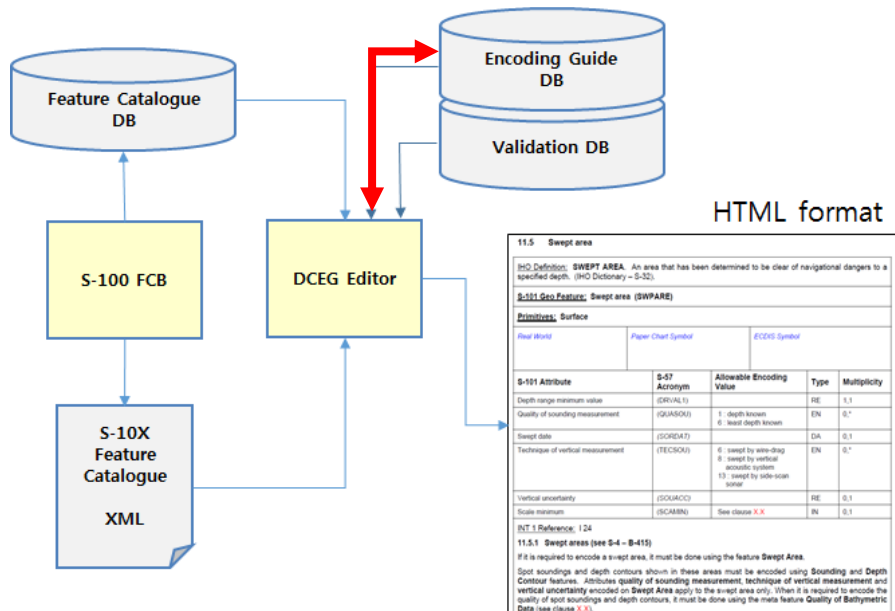 Encoding Guide
DB
Feature Catalogue
DB
Validation DB
HTML format
S-100 FCB
DCEG Editor
S-10X
Feature
Catalogue
XML
11.5 Swept area
IHO Definition: SWEPT AREA. An area that has been determined to be clear of navigational dangers to a
specified depth. (IHO Dictionary – S-32).
S-101 Geo Feature: Swept area (SWPARE)
Primitives: Surface
Real World Paper Chart Symbol ECDIS Symbol
S-101 Attribute S-57 Acronym Allowable Encoding Value Type Multiplicity
Depth range minimum value (DRVAL1) RE 1,1
Quality of sounding measurement (QUASOU) 1 : depth known EN 0,*
6 : least depth known
Swept date (SORDAT) DA 0,1
Technique of vertical measurement (TECSOU) 6 : swept by wire-drag EN 0,*
8 : swept by vertical
acoustic system
13 : swept by side-scan
sonar
Vertical uncertainty (SOUACC) RE 0,1
Scale minimum (SCAMIN) See clause X.X IN 0,1
INT 1 Reference: I 24
11.5.1 Swept areas (see S-4 – B-415)
If it is required to encode a swept area, it must be done using the feature Swept Area.
Spot soundings and depth contours shown in these areas must be encoded using Sounding and Depth
Contour features. Attributes quality of sounding measurement, technique of vertical measurement and
vertical uncertainty encoded on Swept Area apply to the swept area only. When it is required to encode the
quality of spot soundings and depth contours, it must be done using the meta feature Quality of Bathymetric
Data (see clause X.X).